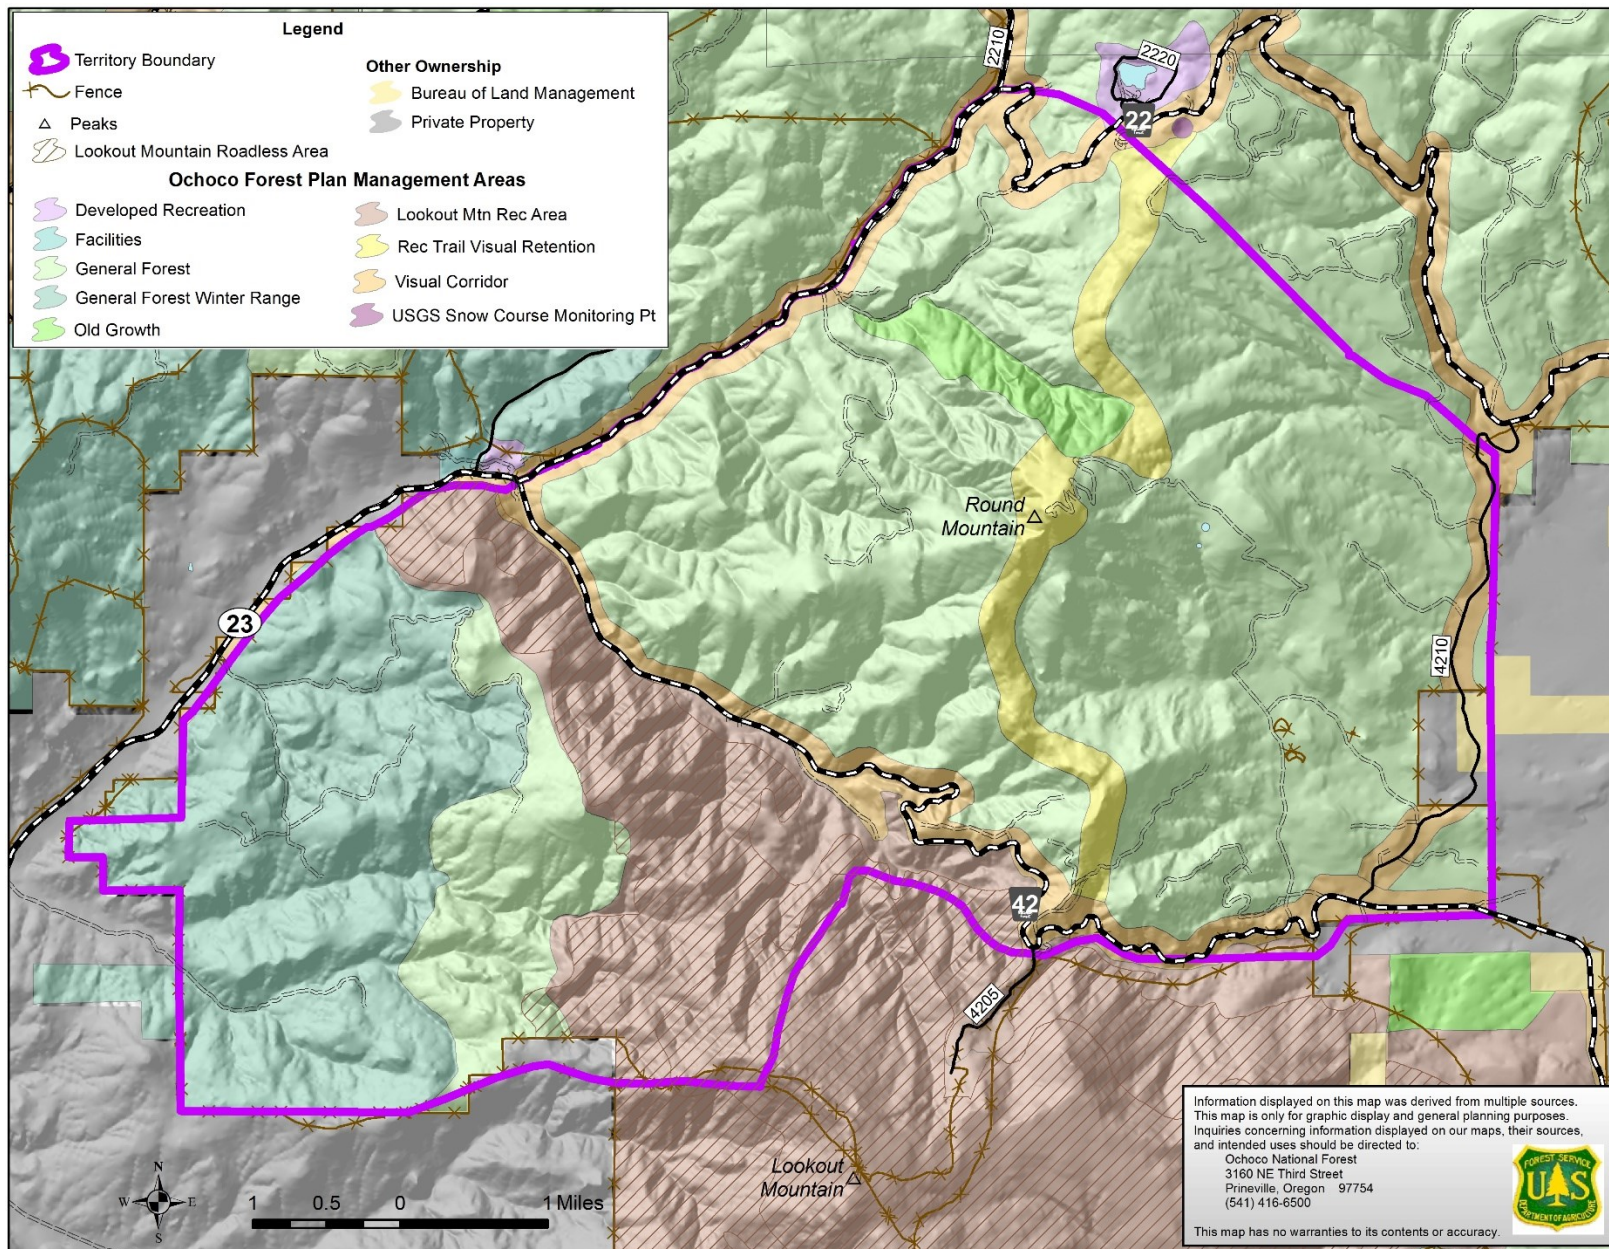 Legend
Territory Boundary
Fence
Peaks
Lookout Mountain Roadless Area
Other Ownership
Bureau of Land Management
Private Property
Ochoco Forest Plan Management Areas
Developed Recreation
Facilities
General Forest
General Forest Winter Range
Old Growth
Lookout Mtn Rec Area
Rec Trail Visual Retention
Visual Corridor
USGS Snow Course Monitoring Pt
2210
2220
22
Round
Mountain
23
4210
42
4205
Lookout
Mountain
N
W E
S
1 0.5 0 1 Miles
Information displayed on this map was derived from multiple sources.
This map is only for graphic display and general planning purposes.
Inquiries concerning information displayed on our maps, their sources,
and intended uses should be directed to:
Ochoco National Forest
3160 NE Third Street
Prineville, Oregon 97754
(541) 416-6500
This map has no warranties to its contents or accuracy.
FOREST SERVICE
U S
DEPARTMENT OF AGRICULTURE